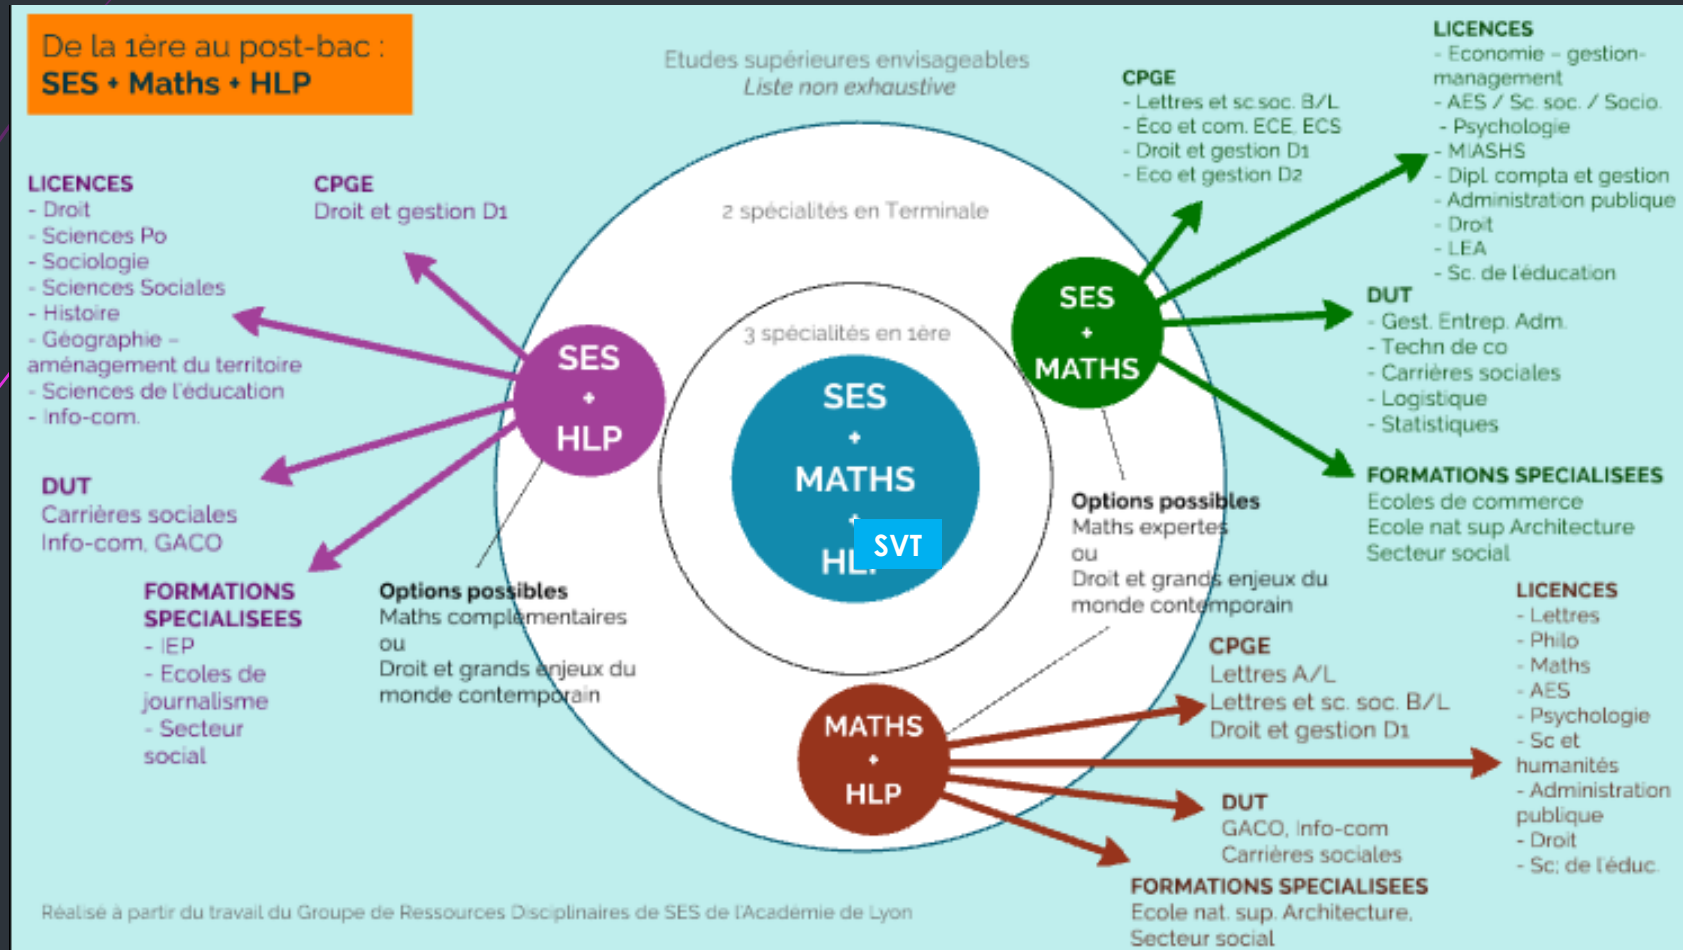 De la 1ère au post-bac :
SES + Maths + HLP
Etudes supérieures envisageables
Liste non exhaustive
LICENCES
- Droit
- Sciences Po
- Sociologie
- Sciences Sociales
- Histoire
- Géographie –
aménagement du territoire
- Sciences de l'éducation
- Info-com.
CPGE
Droit et gestion D1
DUT
Carrières sociales
Info-com, GACO
FORMATIONS
SPECIALISEES
- IEP
- Ecoles de
journalisme
- Secteur
social
SES
+
HLP
Options possibles
Maths complémentaires
ou
Droit et grands enjeux du
monde contemporain
2 spécialités en Terminale
3 spécialités en 1ère
SES
+
MATHS
+
HLP
SVT
SES
+
MATHS
Options possibles
Maths expertes
ou
Droit et grands enjeux du
monde contemporain
CPGE
- Lettres et sc.soc. B/L
- Éco et com. ECE, ECS
- Droit et gestion D1
- Eco et gestion D2
LICENCES
- Economie – gestion-
management
- AES / Sc. soc. / Socio.
- Psychologie
- MIASHS
- Dipl. compta et gestion
- Administration publique
- Droit
- LEA
- Sc. de l'éducation
DUT
- Gest. Entrep. Adm.
- Techn de co
- Carrières sociales
- Logistique
- Statistiques
FORMATIONS SPECIALISEES
Ecoles de commerce
Ecole nat sup Architecture
Secteur social
MATHS
+
HLP
CPGE
Lettres A/L
Lettres et sc. soc. B/L
Droit et gestion D1
LICENCES
- Lettres
- Philo
- Maths
- AES
- Psychologie
- Sc et
humanités
- Administration
publique
- Droit
- Sc; de l'éduc.
DUT
GACO, Info-com
Carrières sociales
FORMATIONS SPECIALISEES
Ecole nat. sup. Architecture,
Secteur social
Réalisé à partir du travail du Groupe de Ressources Disciplinaires de SES de l'Académie de Lyon